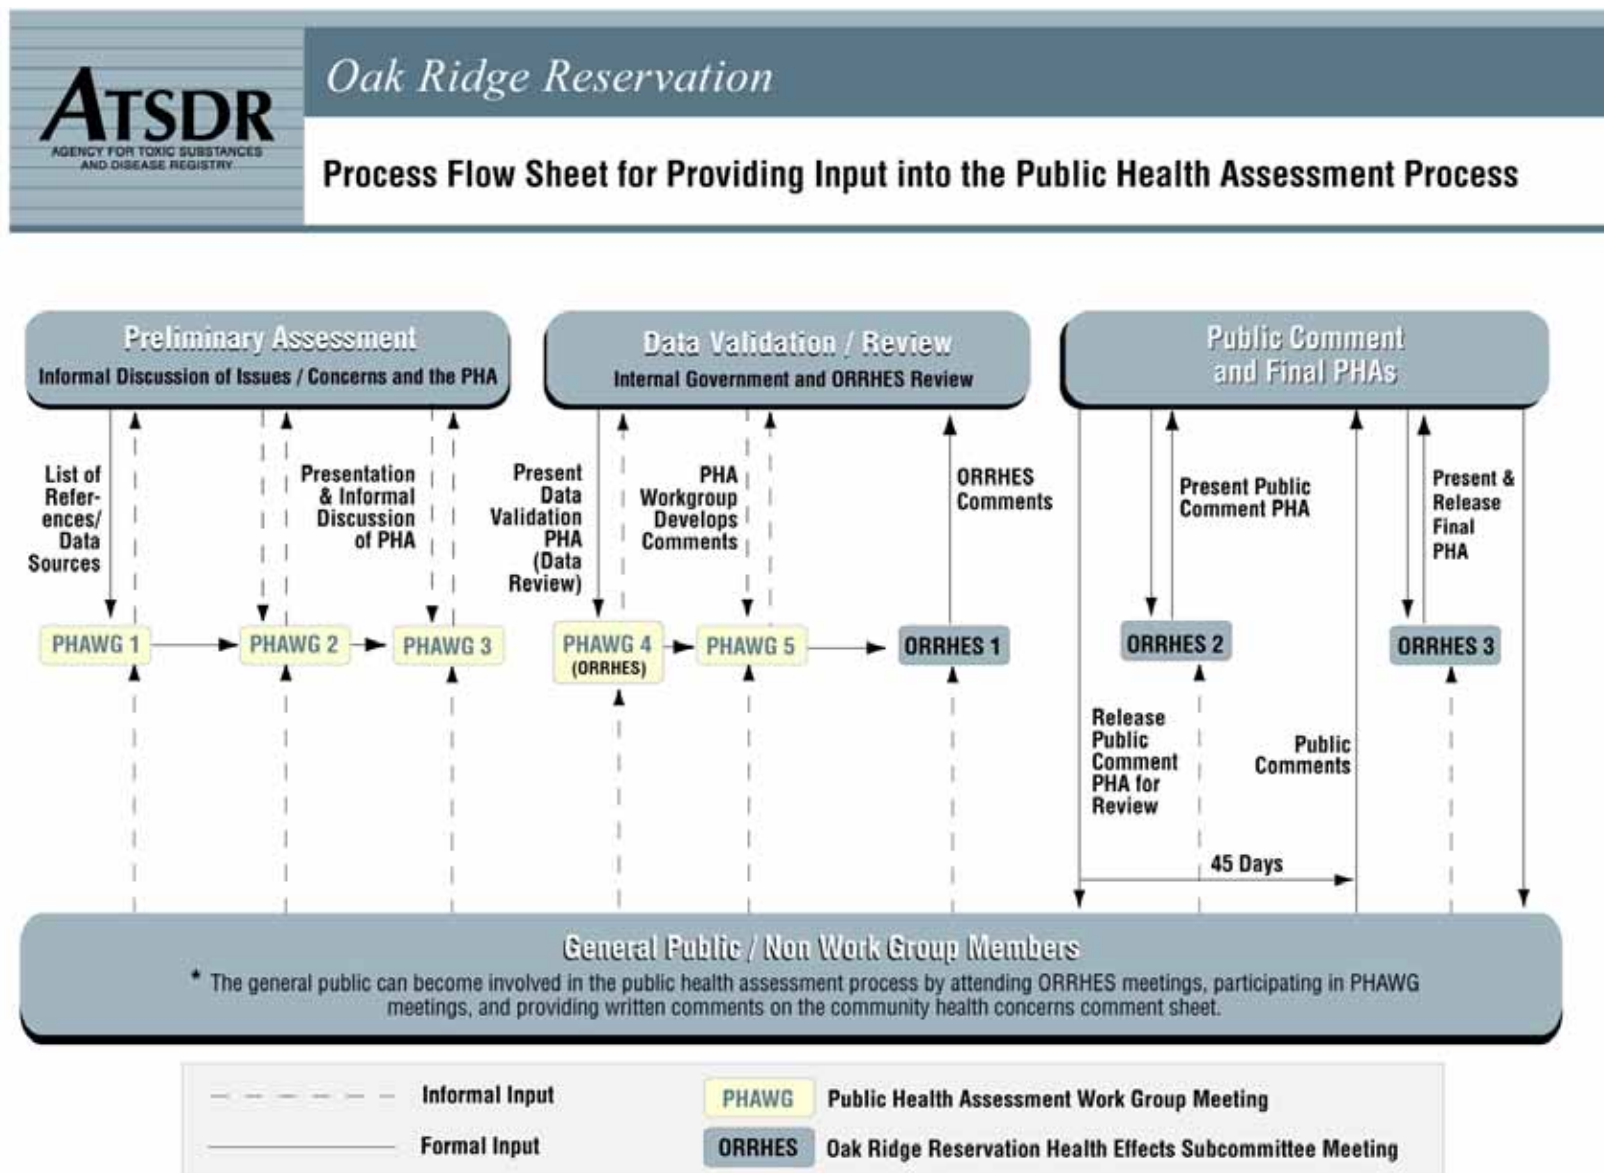 ATSDR
AGENCY FOR TOXIC SUBSTANCES
AND DISEASE REGISTRY
Oak Ridge Reservation
Process Flow Sheet for Providing Input into the Public Health Assessment Process
Preliminary Assessment
Informal Discussion of Issues / Concerns and the PHA
Data Validation / Review
Internal Government and ORRHES Review
Public Comment
and Final PHAs
List of
Refer-
ences/
Data
Sources
Presentation
& Informal
Discussion
of PHA
Present
Data
Validation
PHA
(Data
Review)
PHA
Workgroup
Develops
Comments
ORRHES
Comments
Present Public
Comment PHA
Present &
Release
Final
PHA
PHAWG 1
PHAWG 2
PHAWG 3
PHAWG 4
(ORRHES)
PHAWG 5
ORRHES 1
ORRHES 2
ORRHES 3
Release
Public
Comment
PHA for
Review
Public
Comments
45 Days
General Public / Non Work Group Members
* The general public can become involved in the public health assessment process by attending ORRHES meetings, participating in PHAWG
meetings, and providing written comments on the community health concerns comment sheet.
Informal Input
PHAWG Public Health Assessment Work Group Meeting
Formal Input
ORRHES Oak Ridge Reservation Health Effects Subcommittee Meeting